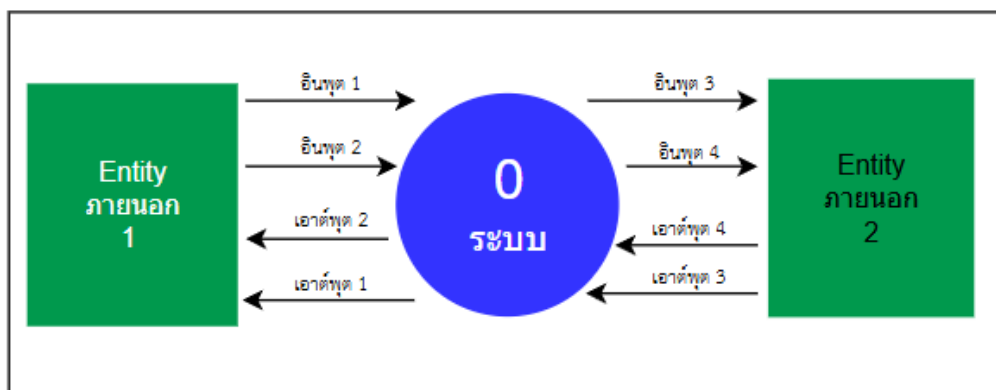 Entity
ภายนอก
1
อินพุต 1
อินพุต 2
เอาต์พุต 2
เอาต์พุต 1
0
ระบบ
อินพุต 3
อินพุต 4
เอาต์พุต 4
เอาต์พุต 3
Entity
ภายนอก
2